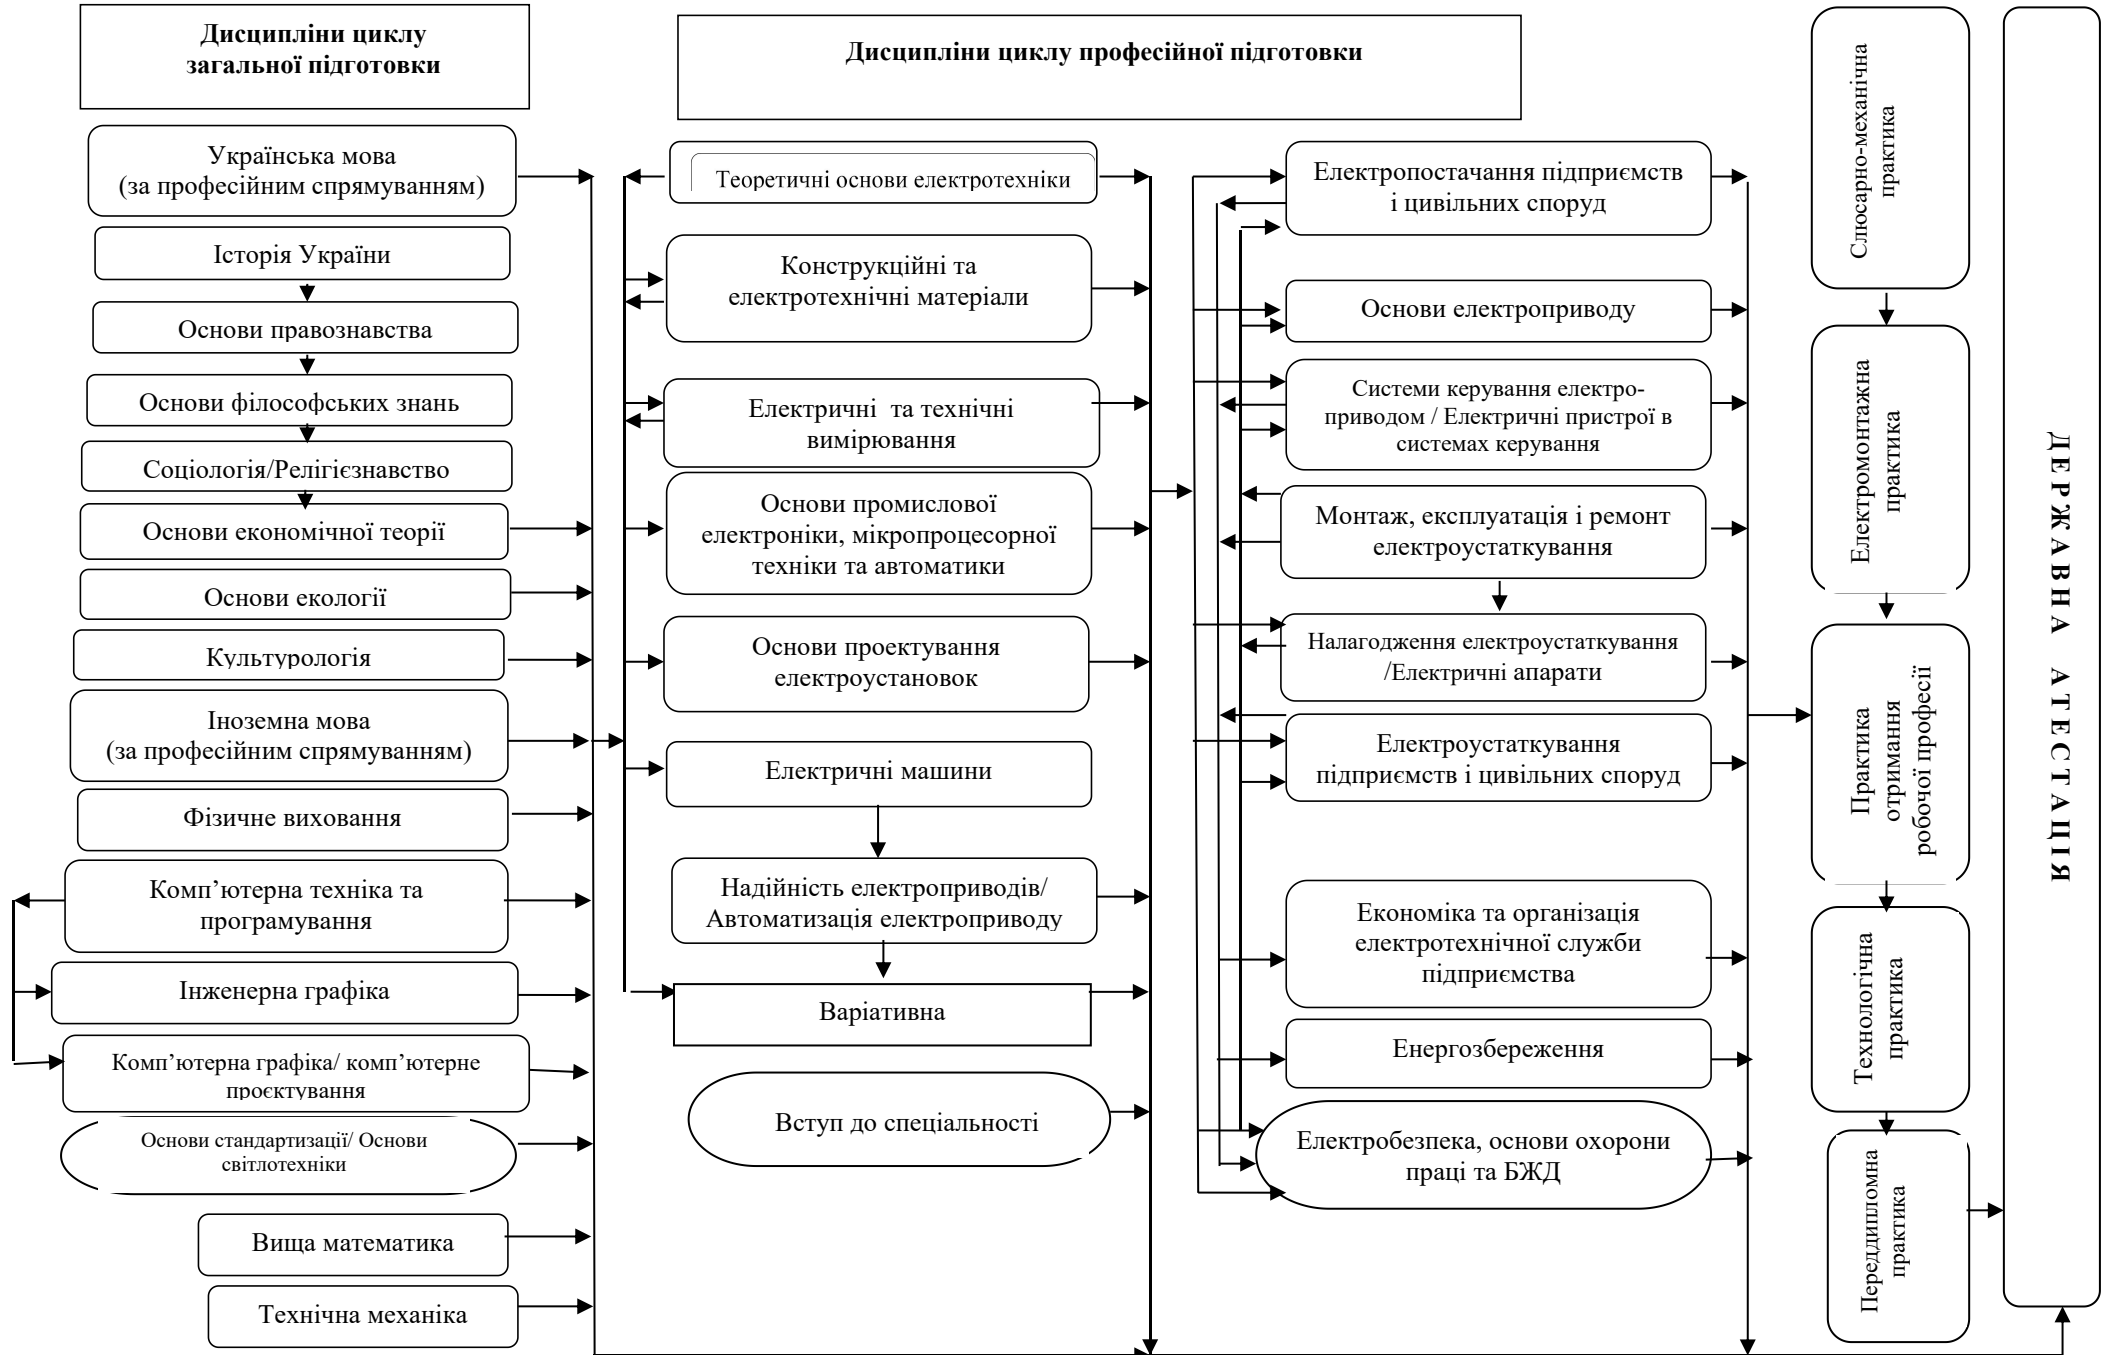 Дисципліни циклу
загальної підготовки
Українська мова
(за професійним спрямуванням)
Історія України
Основи правознавства
Основи філософських знань
Соціологія/Релігієзнавство
Основи економічної теорії
Основи екології
Культурологія
Іноземна мова
(за професійним спрямуванням)
Фізичне виховання
Комп’ютерна техніка та
програмування
Інженерна графіка
Комп’ютерна графіка/ комп’ютерне
проєктування
Основи стандартизації/ Основи
світлотехніки
Вища математика
Технічна механіка
Дисципліни циклу професійної підготовки
Теоретичні основи електротехніки
Конструкційні та
електротехнічні матеріали
Електричні та технічні
вимірювання
Основи промислової
електроніки, мікропроцесорної
техніки та автоматики
Основи проектування
електроустановок
Електричні машини
Надійність електроприводів/
Автоматизація електроприводу
Варіативна
Вступ до спеціальності
Електропостачання підприємств
і цивільних споруд
Основи електроприводу
Системи керування електро-
приводом / Електричні пристрої в
системах керування
Монтаж, експлуатація і ремонт
електроустаткування
Налагодження електроустаткування
/Електричні апарати
Електроустаткування
підприємств і цивільних споруд
Економіка та організація
електротехнічної служби
підприємства
Енергозбереження
Електробезпека, основи охорони
праці та БЖД
Слюсарно-механічна
практика
Електромонтажна
практика
Практика
отримання
робочої професії
Технологічна
практика
Переддипломна
практика
ДЕРЖАВНА АТЕСТАЦІЯ